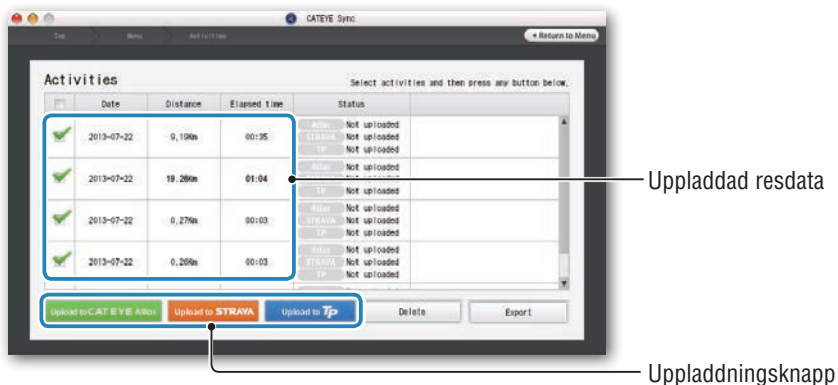 CATEYE Sync
Top Menu Activities
Return to Menu
Activities
Select activities and then press any button below.
Date Distance Elapsed time Status
2013-07-22 9,19Km 00:35
Atlas Not uploaded
STRAVA Not uploaded
TP Not uploaded
2013-07-22 19.26Km 01:04
Atlas Not uploaded
Not uploaded
TP Not uploaded
2013-07-22 0,27Km 00:03
Atlas Not uploaded
STRAVA Not uploaded
TP Not uploaded
2013-07-22 0,26Km 00:03
Atlas Not uploaded
STRAVA Not uploaded
TP Not uploaded
Upload to CATEYE Atlas
Upload to STRAVA
Upload to TP
Delete
Export
Uppladdad resdata
Uppladdningsknapp